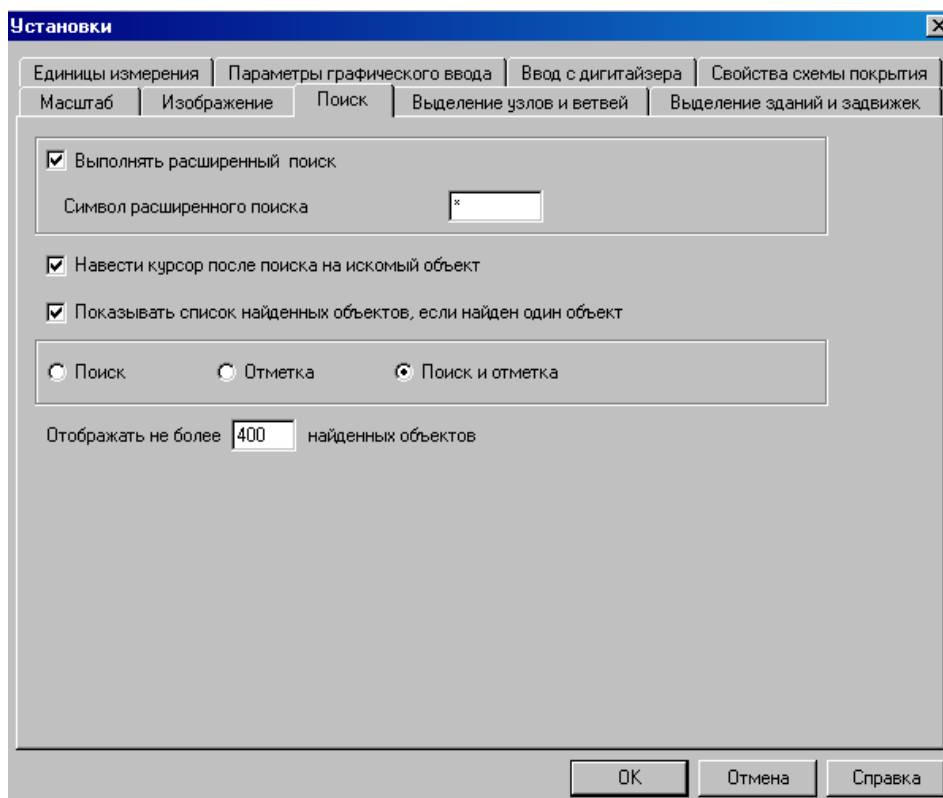 Установки
Единицы измерения Параметры графического ввода Ввод с дигитайзера Свойства схемы покрытия
Масштаб Изображение Поиск Выделение узлов и ветвей Выделение зданий и задвижек
Выполнять расширенный поиск
Символ расширенного поиска *
Навести курсор после поиска на искомый объект
Показывать список найденных объектов, если найден один объект
Поиск Отметка Поиск и отметка
Отображать не более 400 найденных объектов
OK Отмена Справка